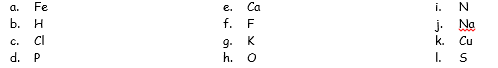 a. Fe e. Ca i. N
b. H f. F j. Na
c. Cl g. K k. Cu
d. P h. O l. S